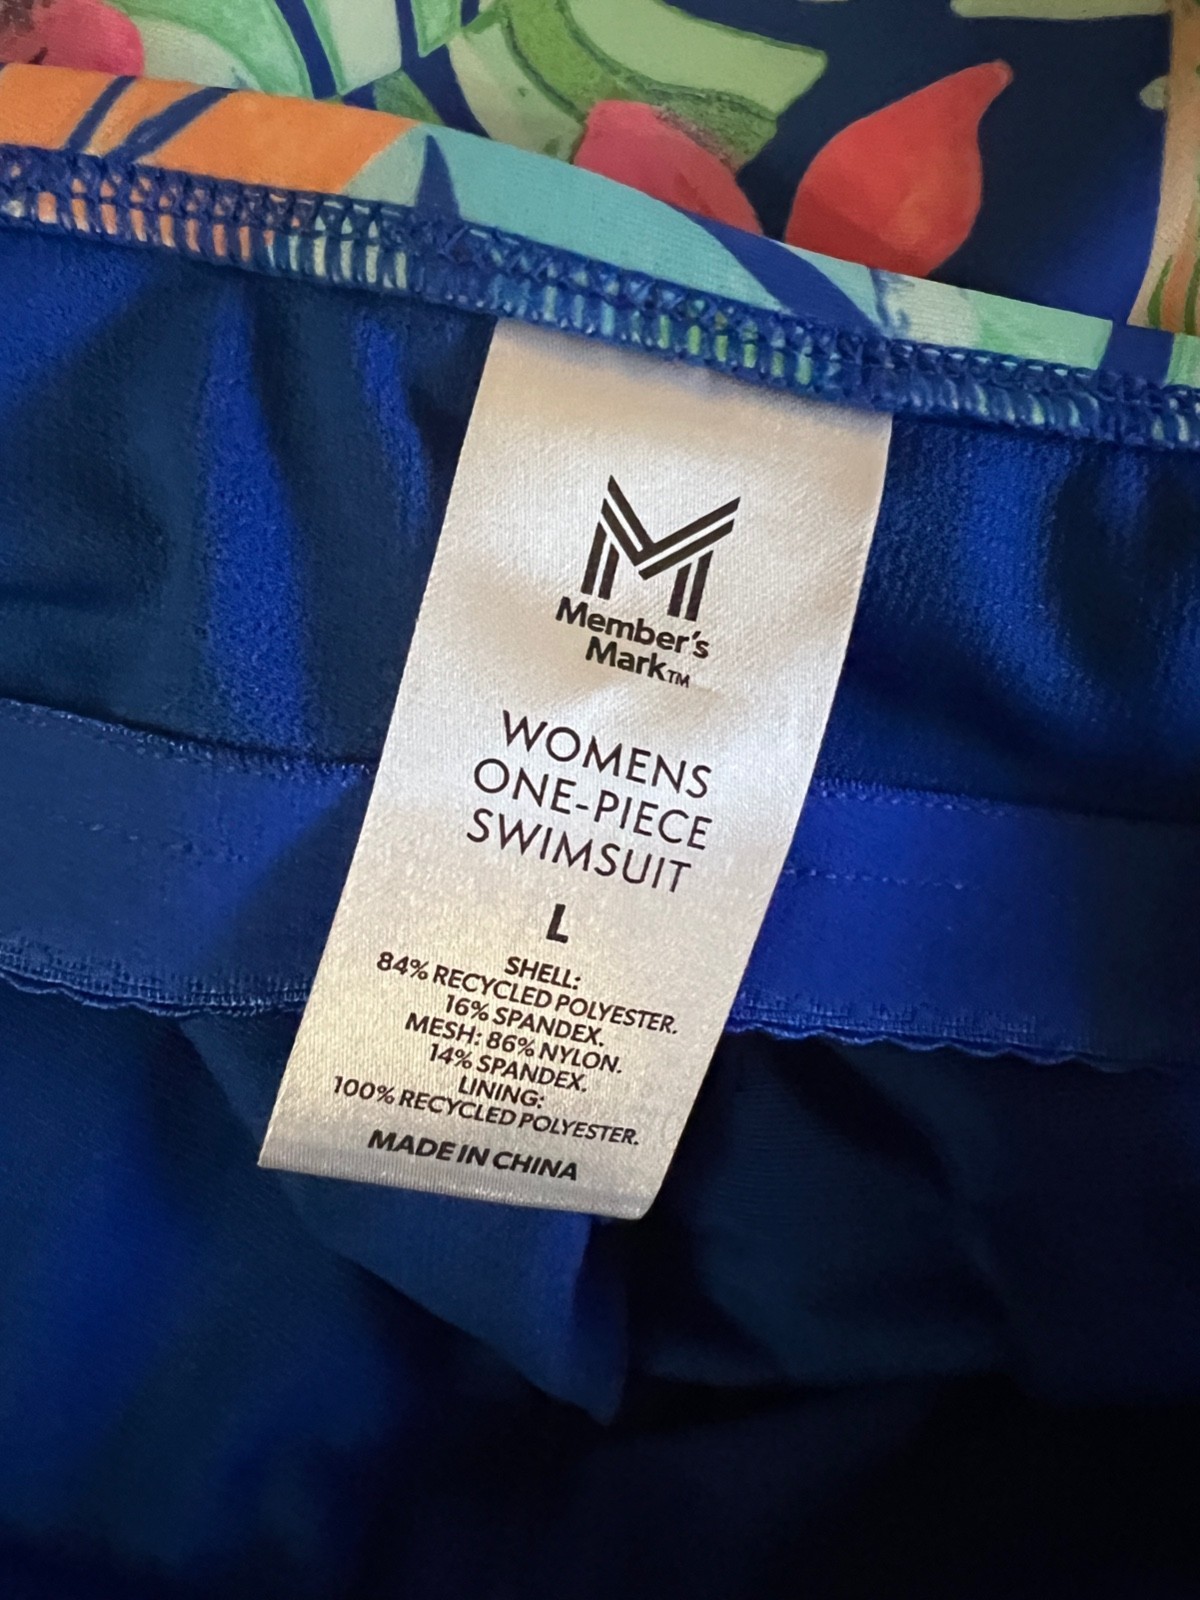 Member's
Mark™
WOMENS
ONE-PIECE
SWIMSUIT
L
SHELL:
84% RECYCLED POLYESTER.
16% SPANDEX.
MESH: 86% NYLON.
14% SPANDEX.
LINING:
100% RECYCLED POLYESTER.
MADE IN CHINA